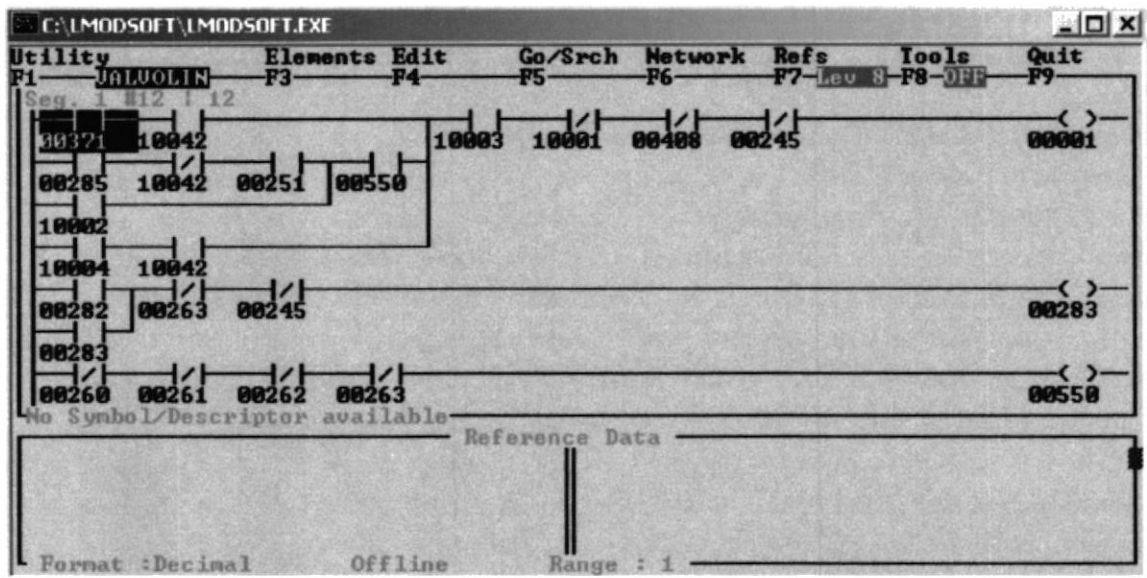 C:\LMODSOFT\LMODSOFT.EXE
Utility Elements Edit Go/Srch Network Refs Tools Quit
F1 VALVOLIN F3 F4 F5 F6 F7 Lev 8 F8 OFF F9
Seg. 1 #12 | 12
00371 10042 10003 10001 00408 00245 00001
00285 10042 00251 00550
10002
10004 10042
00282 00263 00245 00283
00283
00260 00261 00262 00263 00550
No Symbol/Descriptor available
Reference Data
Format :Decimal Offline Range : 1